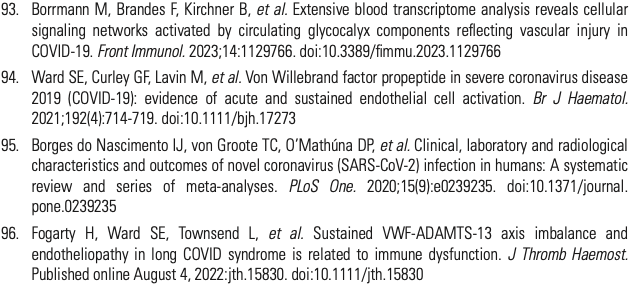 93. Borrmann M, Brandes F, Kirchner B, et al. Extensive blood transcriptome analysis reveals cellular
signaling networks activated by circulating glycocalyx components reflecting vascular injury in
COVID-19. Front Immunol. 2023;14:1129766. doi:10.3389/fimmu.2023.1129766
94. Ward SE, Curley GF, Lavin M, et al. Von Willebrand factor propeptide in severe coronavirus disease
2019 (COVID-19): evidence of acute and sustained endothelial cell activation. Br J Haematol.
2021;192(4):714-719. doi:10.1111/bjh.17273
95. Borges do Nascimento IJ, von Groote TC, O'Mathúna DP, et al. Clinical, laboratory and radiological
characteristics and outcomes of novel coronavirus (SARS-CoV-2) infection in humans: A systematic
review and series of meta-analyses. PLoS One. 2020;15(9):e0239235. doi:10.1371/journal.
pone.0239235
96. Fogarty H, Ward SE, Townsend L, et al. Sustained VWF-ADAMTS-13 axis imbalance and
endotheliopathy in long COVID syndrome is related to immune dysfunction. J Thromb Haemost.
Published online August 4, 2022:jth.15830. doi:10.1111/jth.15830